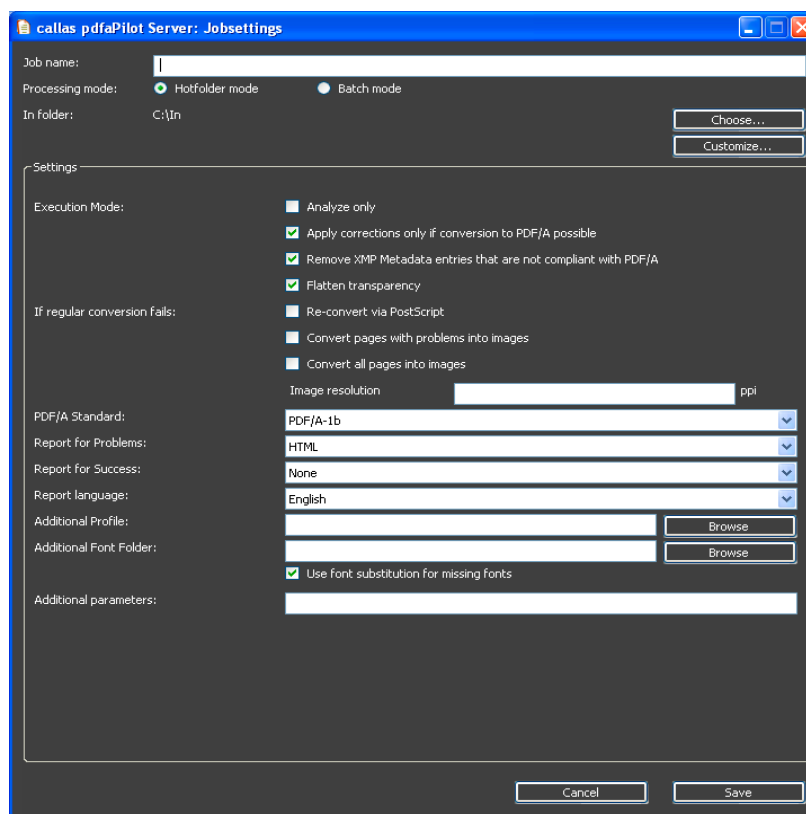 callas pdfaPilot Server: Jobsettings
Job name:
Processing mode: Hotfolder mode Batch mode
In folder: C:\In
Choose...
Customize...
Settings
Execution Mode: Analyze only
Apply corrections only if conversion to PDF/A possible
Remove XMP Metadata entries that are not compliant with PDF/A
Flatten transparency
If regular conversion fails: Re-convert via PostScript
Convert pages with problems into images
Convert all pages into images
Image resolution ppi
PDF/A Standard: PDF/A-1b
Report for Problems: HTML
Report for Success: None
Report language: English
Additional Profile: Browse
Additional Font Folder: Browse
Use font substitution for missing fonts
Additional parameters:
Cancel Save